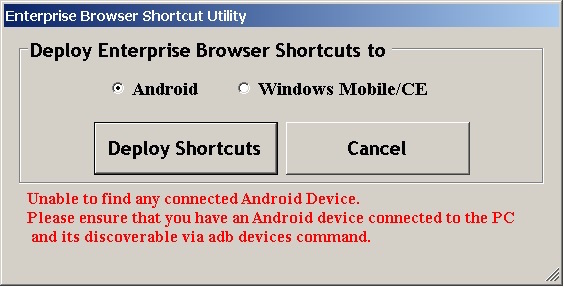 Enterprise Browser Shortcut Utility
Deploy Enterprise Browser Shortcuts to
Android Windows Mobile/CE
Deploy Shortcuts Cancel
Unable to find any connected Android Device.
Please ensure that you have an Android device connected to the PC
and its discoverable via adb devices command.